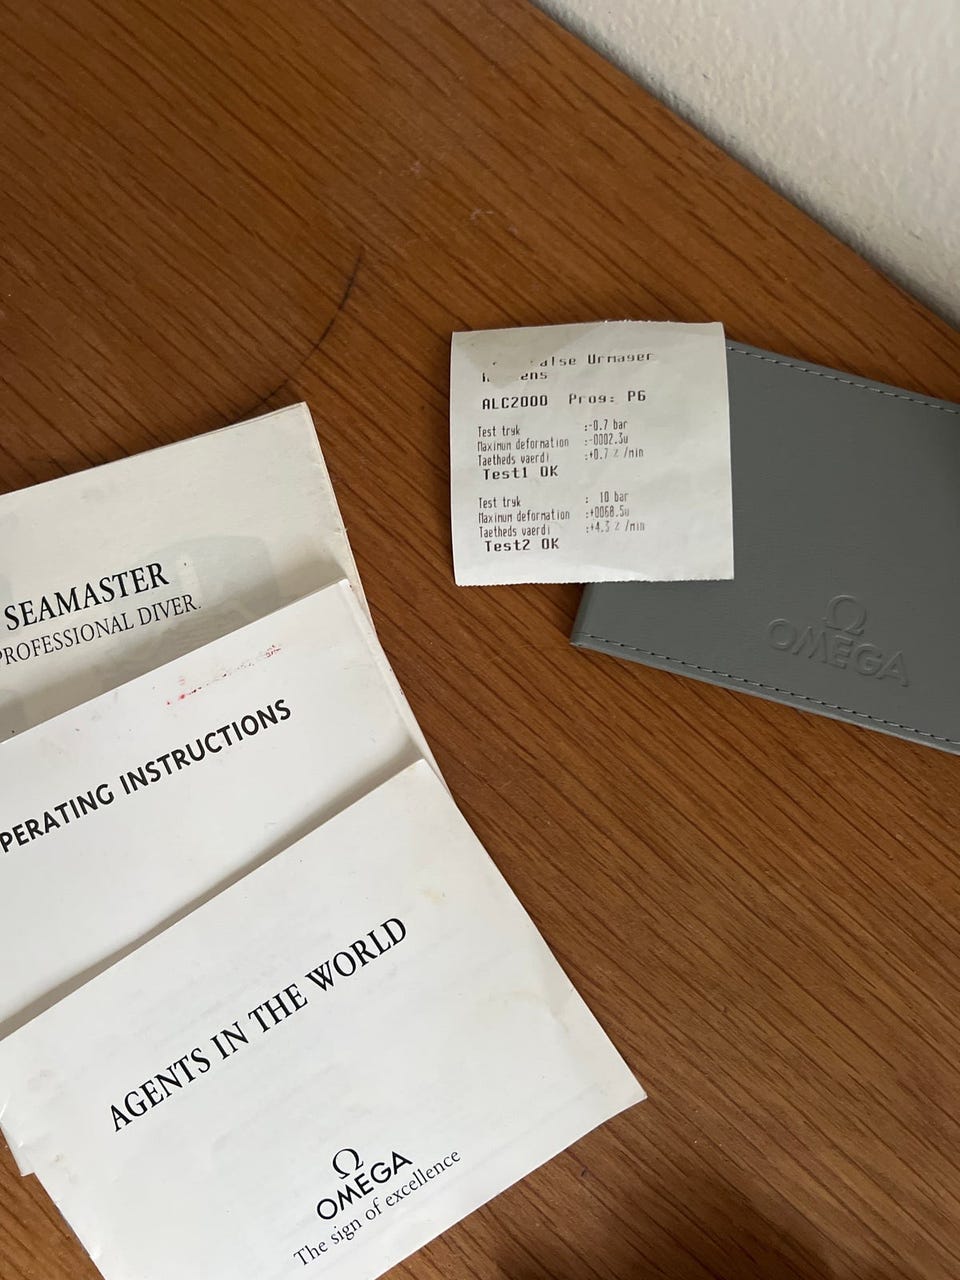 Urmager
ALC2000 Prog: P6
Test tryk :-0.7 bar
Maximum deformation :-0002.3u
Taetheds vaerdi :+0.7 % /min
Test1 OK
Test tryk : 10 bar
Maximum deformation :+0068.5u
Taetheds vaerdi :+4.3 % /min
Test2 OK
Ω
OMEGA
SEAMASTER
PROFESSIONAL DIVER.
PERATING INSTRUCTIONS
AGENTS IN THE WORLD
Ω
OMEGA
The sign of excellence